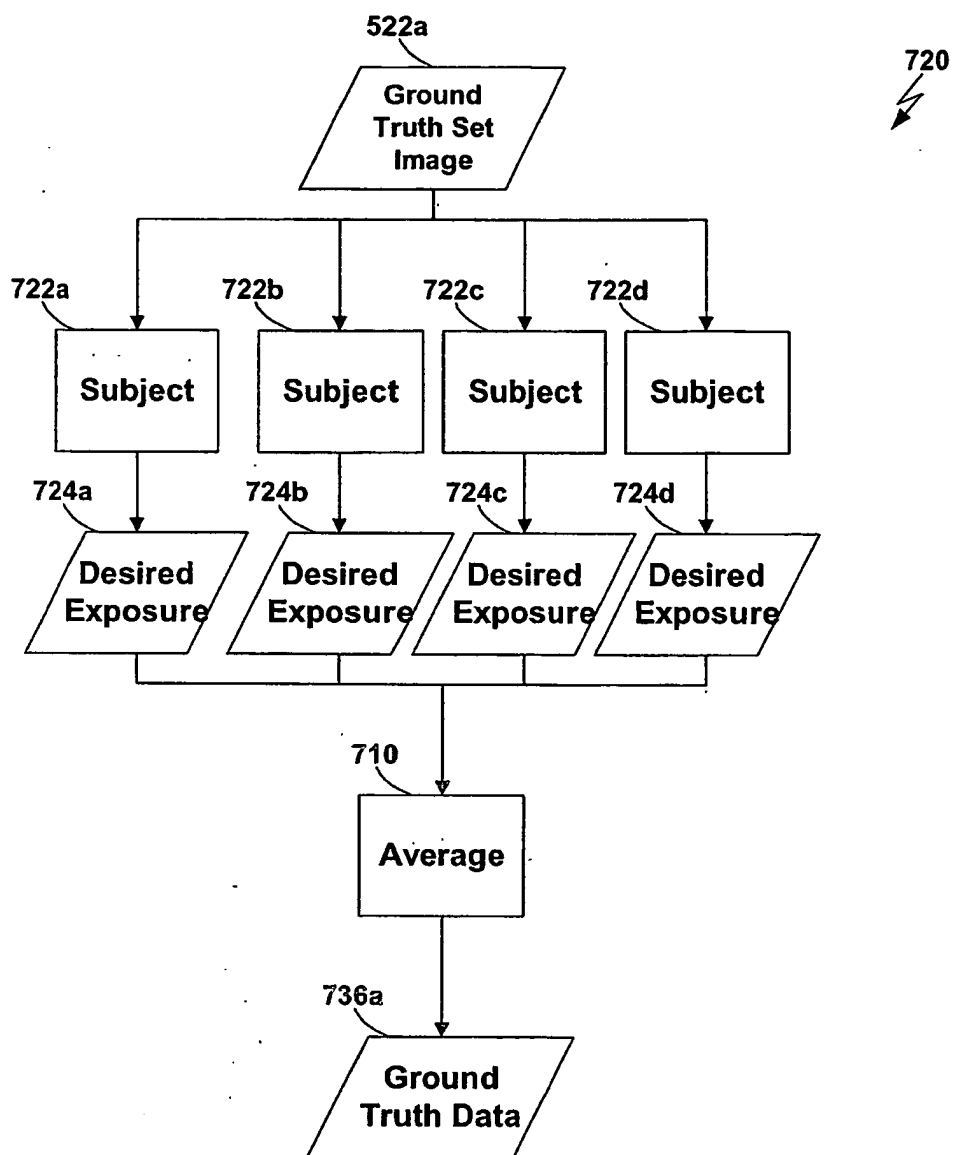 522a
720
Ground
Truth Set
Image
722a
722b
722c
722d
Subject
Subject
Subject
Subject
724a
724b
724c
724d
Desired
Exposure
Desired
Exposure
Desired
Exposure
Desired
Exposure
710
Average
736a
Ground
Truth Data